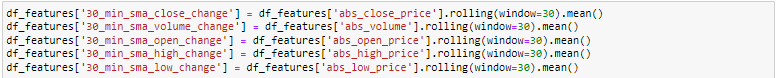 df_features['30_min_sma_close_change'] = df_features['abs_close_price'].rolling(window=30).mean()
df_features['30_min_sma_volume_change'] = df_features['abs_volume'].rolling(window=30).mean()
df_features['30_min_sma_open_change'] = df_features['abs_open_price'].rolling(window=30).mean()
df_features['30_min_sma_high_change'] = df_features['abs_high_price'].rolling(window=30).mean()
df_features['30_min_sma_low_change'] = df_features['abs_low_price'].rolling(window=30).mean()